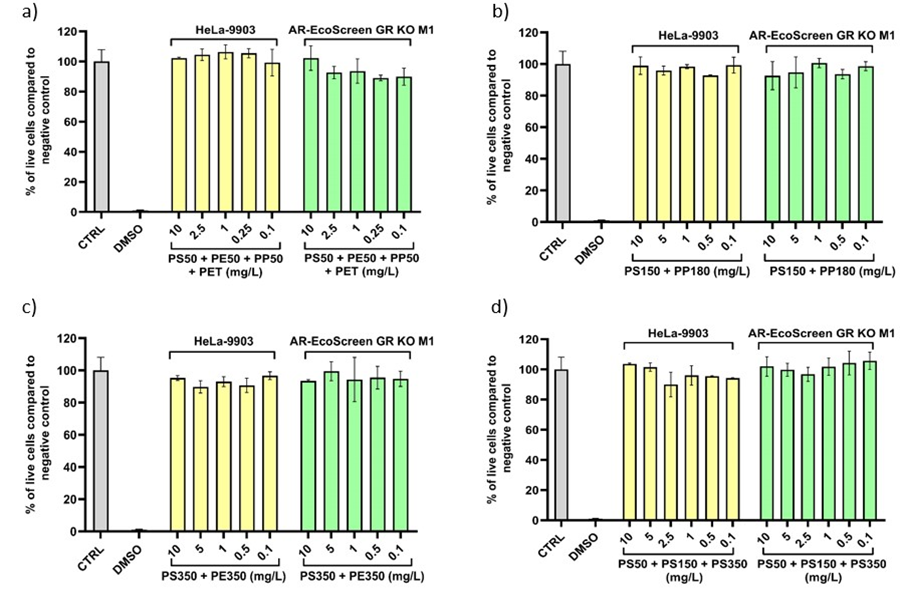 a)
% of live cells compared to
negative control
120
100
80
60
40
20
0
HeLa-9903
AR-EcoScreen GR KO M1
CTRL
DMSO
10
2.5
1
0.25
0.1
10
2.5
1
0.25
0.1
PS50 + PE50 + PP50
+ PET (mg/L)
PS50 + PE50 + PP50
+ PET (mg/L)
b)
% of live cells compared to
negative control
120
100
80
60
40
20
0
HeLa-9903
AR-EcoScreen GR KO M1
CTRL
DMSO
10
5
1
0.5
0.1
10
5
1
0.5
0.1
PS150 + PP180 (mg/L)
PS150 + PP180 (mg/L)
c)
% of live cells compared to
negative control
120
100
80
60
40
20
0
HeLa-9903
AR-EcoScreen GR KO M1
CTRL
DMSO
10
5
1
0.5
0.1
10
5
1
0.5
0.1
PS350 + PE350 (mg/L)
PS350 + PE350 (mg/L)
d)
% of live cells compared to
negative control
120
100
80
60
40
20
0
HeLa-9903
AR-EcoScreen GR KO M1
CTRL
DMSO
10
5
2.5
1
0.5
0.1
10
5
2.5
1
0.5
0.1
PS50 + PS150 + PS350
(mg/L)
PS50 + PS150 + PS350
(mg/L)